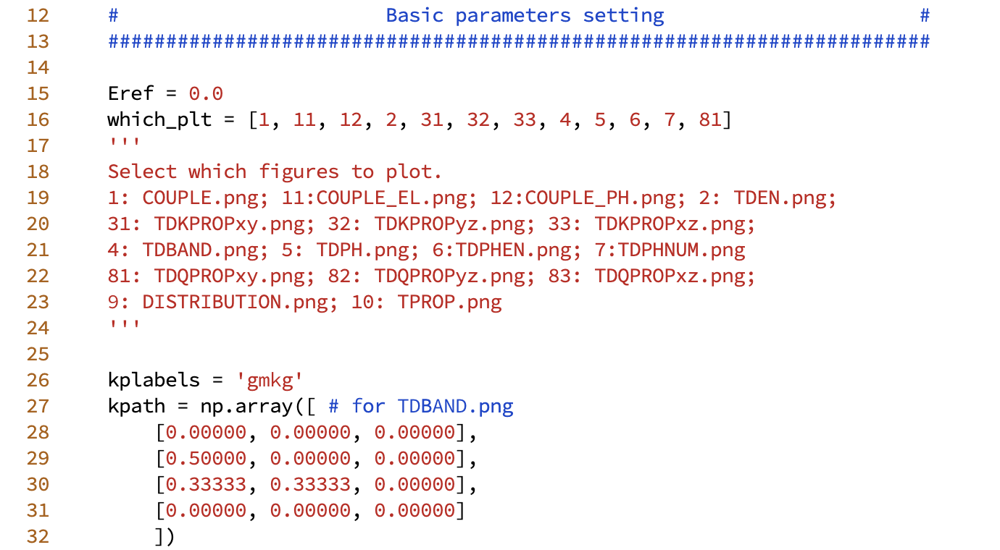 12 # Basic parameters setting #
13 #######################################################################
14
15 Eref = 0.0
16 which_plt = [1, 11, 12, 2, 31, 32, 33, 4, 5, 6, 7, 81]
17 '''
18 Select which figures to plot.
19 1: COUPLE.png; 11:COUPLE_EL.png; 12:COUPLE_PH.png; 2: TDEN.png;
20 31: TDKPROPxy.png; 32: TDKPROPyz.png; 33: TDKPROPxz.png;
21 4: TDBAND.png; 5: TDPH.png; 6:TDPHEN.png; 7:TDPHNUM.png
22 81: TDQPROPxy.png; 82: TDQPROPyz.png; 83: TDQPROPxz.png;
23 9: DISTRIBUTION.png; 10: TPROP.png
24 '''
25
26 kplabels = 'gmkg'
27 kpath = np.array([ # for TDBAND.png
28 [0.00000, 0.00000, 0.00000],
29 [0.50000, 0.00000, 0.00000],
30 [0.33333, 0.33333, 0.00000],
31 [0.00000, 0.00000, 0.00000]
32 ])